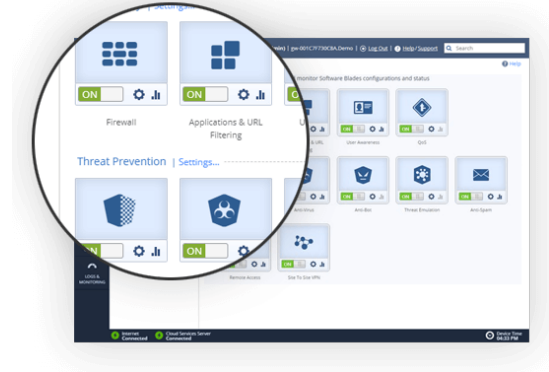 Settings...
min) | gw-001C7F730CBA.Demo | Log Out | Help/Support Search
Help
monitor Software Blades configurations and status
ON
ON
Firewall
Applications & URL
Filtering
ON ON
User Awareness QoS
Threat Prevention | Settings...
ON ON ON
Anti-Virus Anti-Bot Threat Emulation Anti-Spam
ON
ON
Remote Access Site To Site VPN
LOGS &
MONITORING
Internet
Connected
Cloud Services Server
Connected
Device Time
04:33 PM